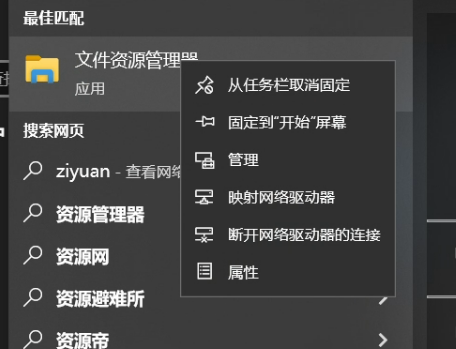 最佳匹配
文件资源管理器
应用
从任务栏取消固定
固定到"开始"屏幕
管理
映射网络驱动器
断开网络驱动器的连接
属性
搜索网页
ziyuan - 查看网络
资源管理器
资源网
资源避难所
资源帝